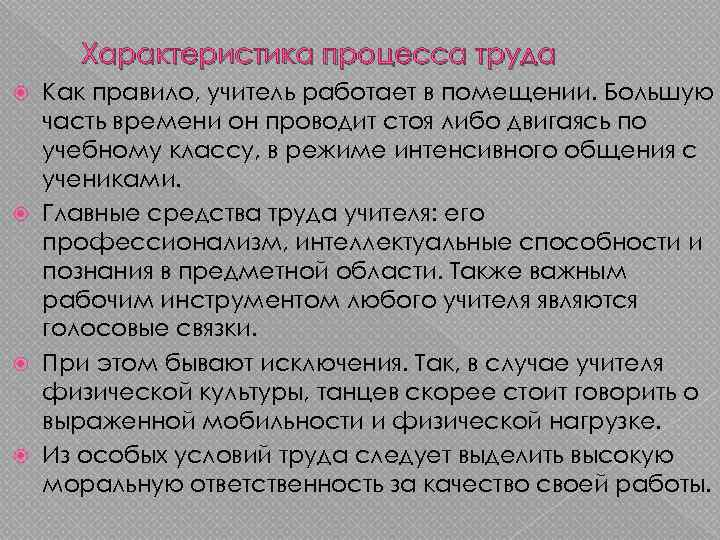 Характеристика процесса труда
Как правило, учитель работает в помещении. Большую
часть времени он проводит стоя либо двигаясь по
учебному классу, в режиме интенсивного общения с
учениками.
Главные средства труда учителя: его
профессионализм, интеллектуальные способности и
познания в предметной области. Также важным
рабочим инструментом любого учителя являются
голосовые связки.
При этом бывают исключения. Так, в случае учителя
физической культуры, танцев скорее стоит говорить о
выраженной мобильности и физической нагрузке.
Из особых условий труда следует выделить высокую
моральную ответственность за качество своей работы.